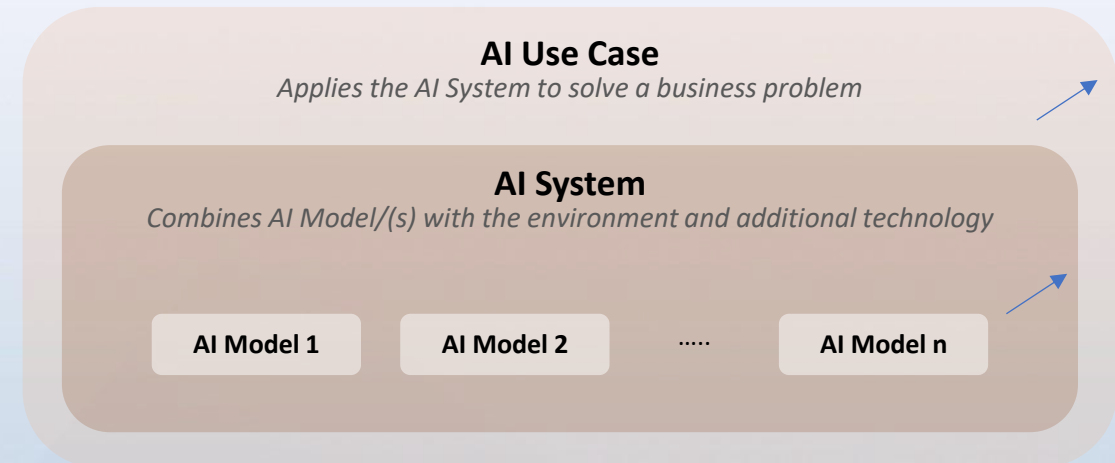 AI Use Case
Applies the AI System to solve a business problem
AI System
Combines AI Model/(s) with the environment and additional technology
AI Model 1
AI Model 2
.....
AI Model n